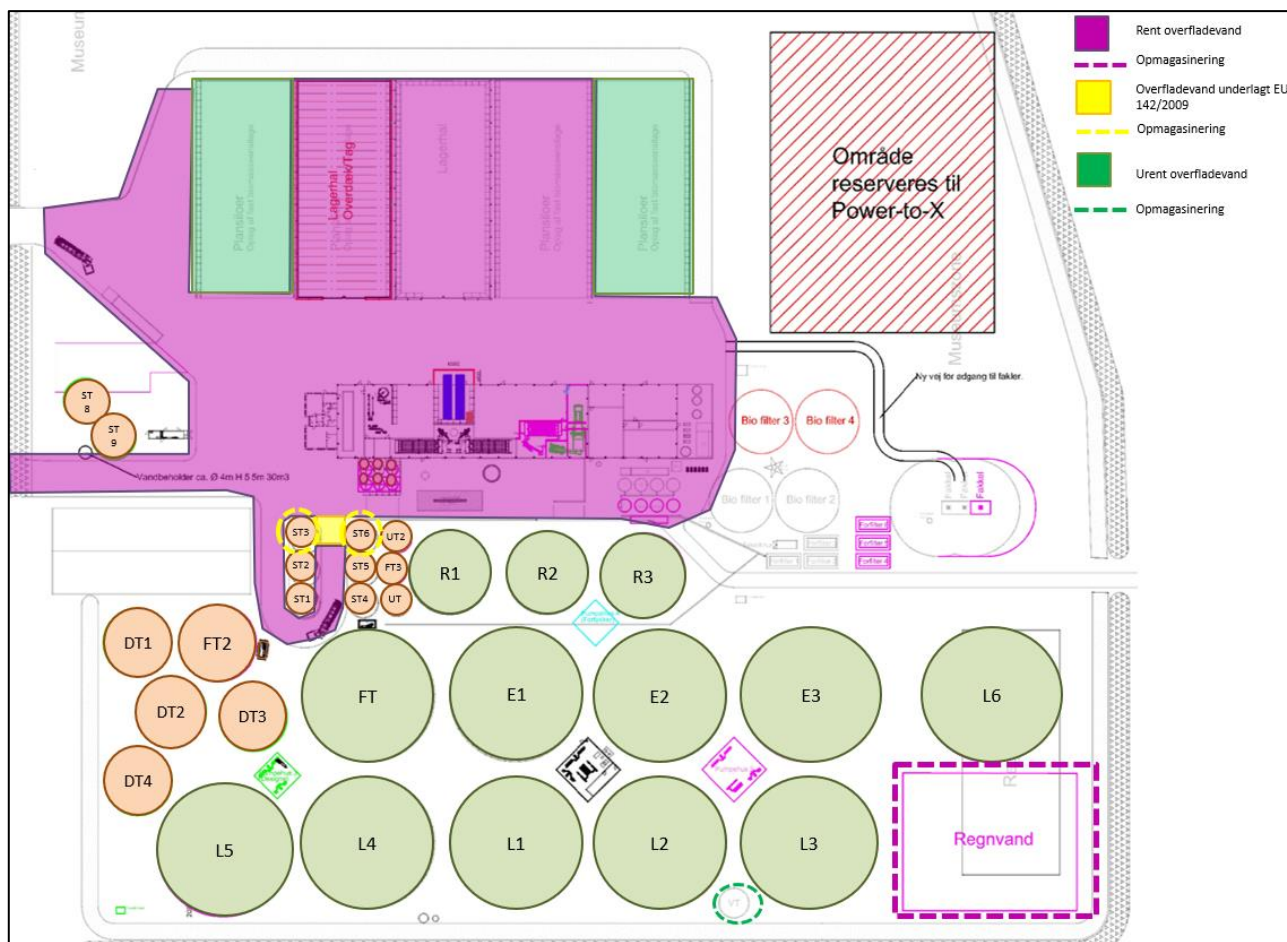 Museums
Rent overfladevand
Opmagasinering
Overfladevand underlagt EU
142/2009
Opmagasinering
Urent overfladevand
Opmagasinering
Plansiloer
Lagerhal
Overdæk/Tag
Lagerhal
Plansiloer
Plansiloer
Område
reserveres til
Power-to-X
Museumszone
Ny vej for adgang til fakler.
ST
8
ST
9
Bio filter 3
Bio filter 4
Vandbeholder ca. Ø 4m H 5 5m 30m3
Bio filter 1
Bio filter 2
Fakkel
Fakkel
ST3
ST6
UT2
ST2
ST5
FT3
ST1
ST4
UT
R1
R2
R3
DT1
FT2
DT2
DT3
DT4
FT
E1
E2
E3
L6
L5
L4
L1
L2
L3
Regnvand
VT